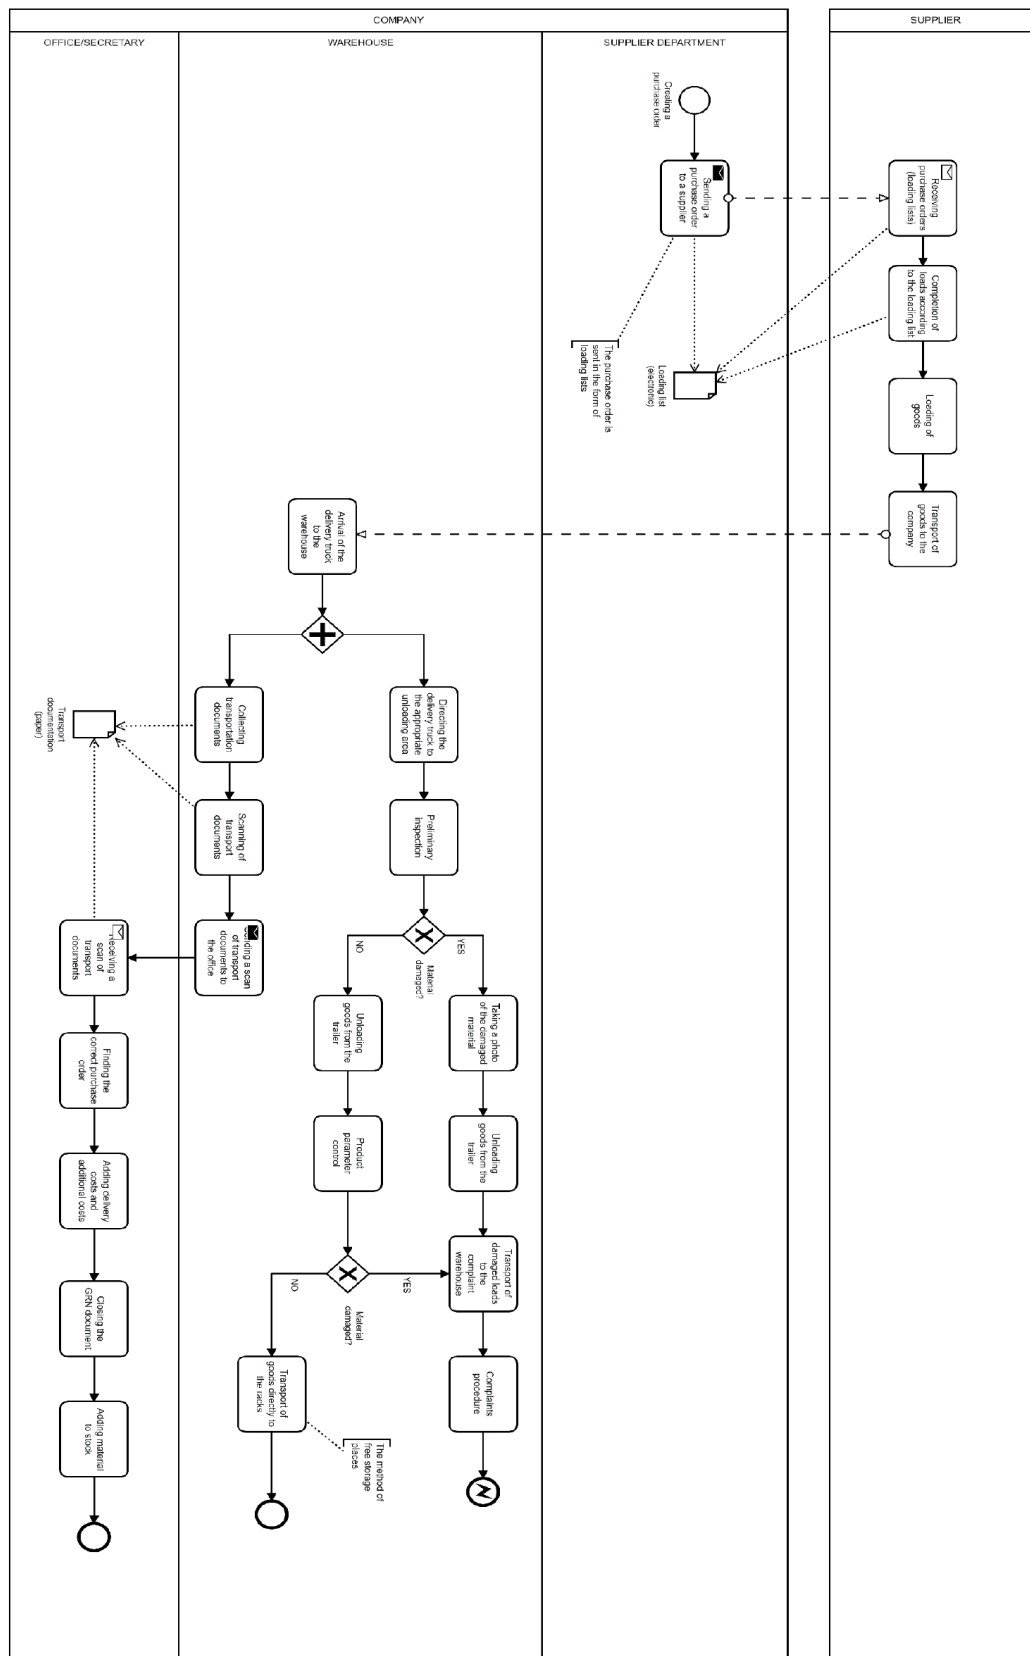 COMPANY
SUPPLIER
OFFICE/SECRETARY
WAREHOUSE
SUPPLIER DEPARTMENT
Creating a
purchase order
Sending a
purchase order
to a supplier
Receiving
purchase orders
(loading lists)
Completion of
loads according
to the loading list
The purchase order is
sent in the form of
loading lists
Loading list
(electronic)
Loading of
goods
Transport of
goods to the
company
Arrival of the
delivery truck
to the
warehouse
Directing the
delivery truck to
the appropriate
unloading area
Collecting
transportation
documents
Transport
documentation
(paper)
Preliminary
inspection
Scanning of
transport
documents
Material
damaged?
YES
NO
Sending a scan
of transport
documents to
the office
Receiving a
scan of
transport
documents
Taking a photo
of the damaged
material
Unloading
goods from the
trailer
Finding the
correct purchase
order
Unloading
goods from the
trailer
Product
parameter
control
Adding delivery
costs and
additional costs
Transport of
damaged loads
to the
complaint
warehouse
Material
damaged?
YES
NO
Closing the
GRN document
Complaints
procedure
Transport of
goods directly to
the racks
The method of
free storage
places
Adding material
to stock